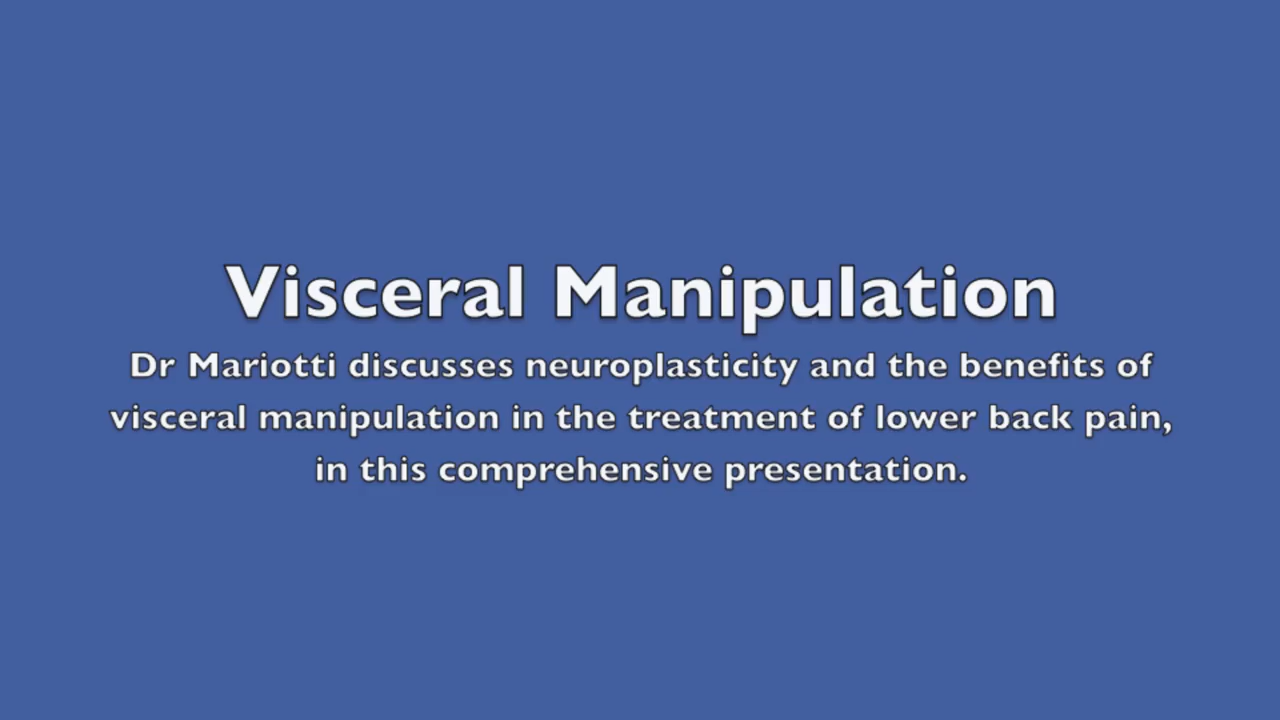 Visceral Manipulation
Dr Mariotti discusses neuroplasticity and the benefits of
visceral manipulation in the treatment of lower back pain,
in this comprehensive presentation.